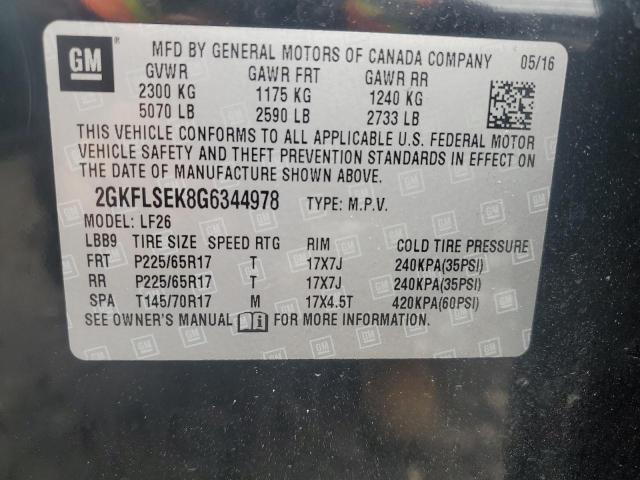 GM
MFD BY GENERAL MOTORS OF CANADA COMPANY 05/16
GVWR GAWR FRT GAWR RR
2300 KG 1175 KG 1240 KG
5070 LB 2590 LB 2733 LB
THIS VEHICLE CONFORMS TO ALL APPLICABLE U.S. FEDERAL MOTOR
VEHICLE SAFETY AND THEFT PREVENTION STANDARDS IN EFFECT ON
THE DATE OF MANUFACTURE SHOWN ABOVE.
2GKFLSEK8G6344978 TYPE: M.P.V.
MODEL: LF26
LBB9 TIRE SIZE SPEED RTG RIM COLD TIRE PRESSURE
FRT P225/65R17 T 17X7J 240KPA(35PSI)
RR P225/65R17 T 17X7J 240KPA(35PSI)
SPA T145/70R17 M 17X4.5T 420KPA(60PSI)
SEE OWNER'S MANUAL FOR MORE INFORMATION.